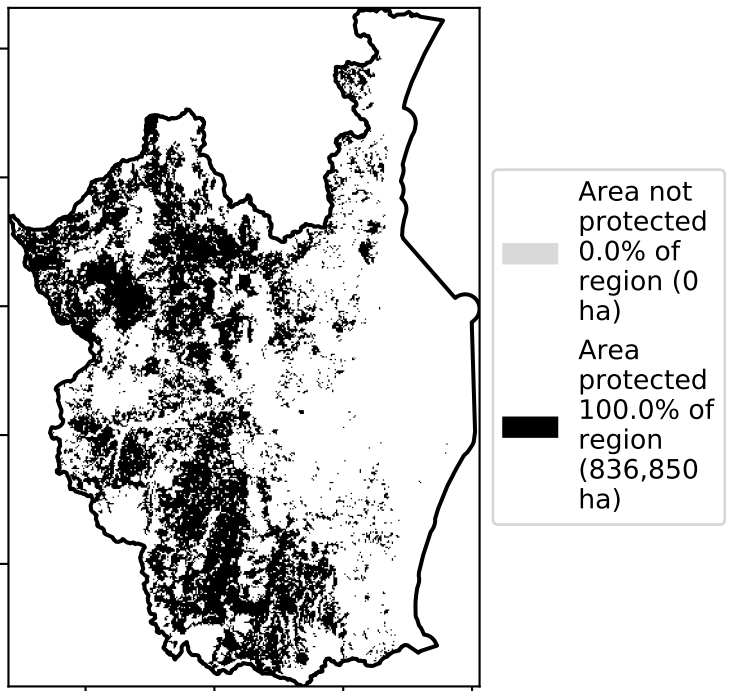 Area not
protected
0.0% of
region (0
ha)
Area
protected
100.0% of
region
(836,850
ha)